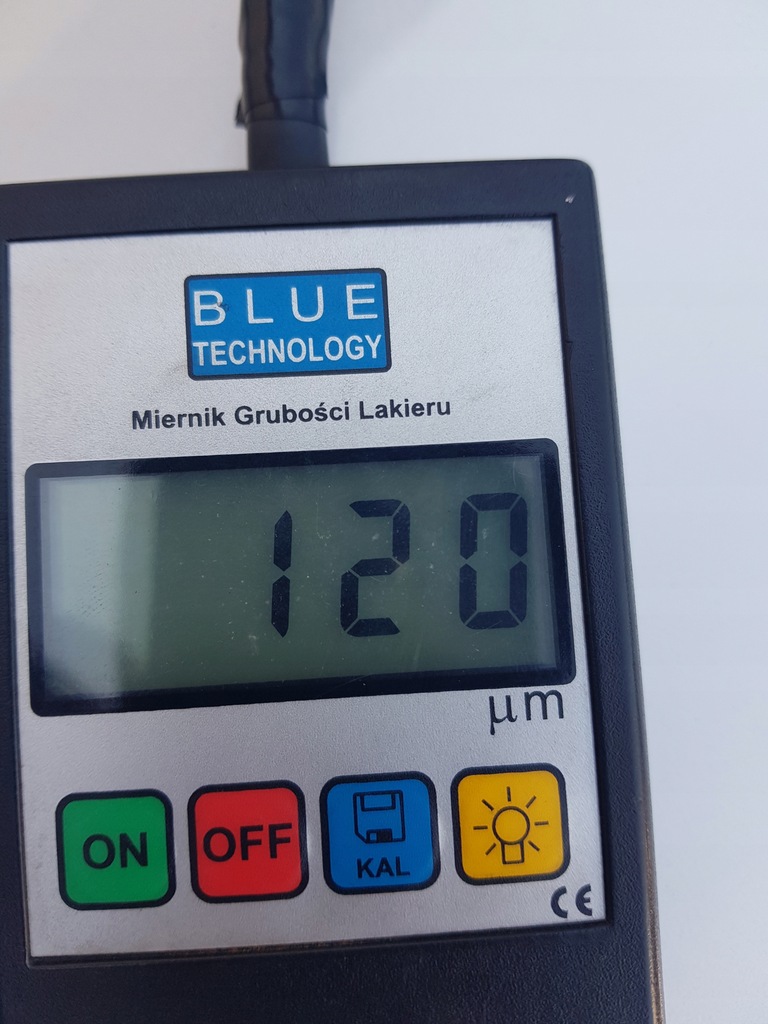 BLUE
TECHNOLOGY
Miernik Grubości Lakieru
120
µm
ON
OFF
KAL
CE